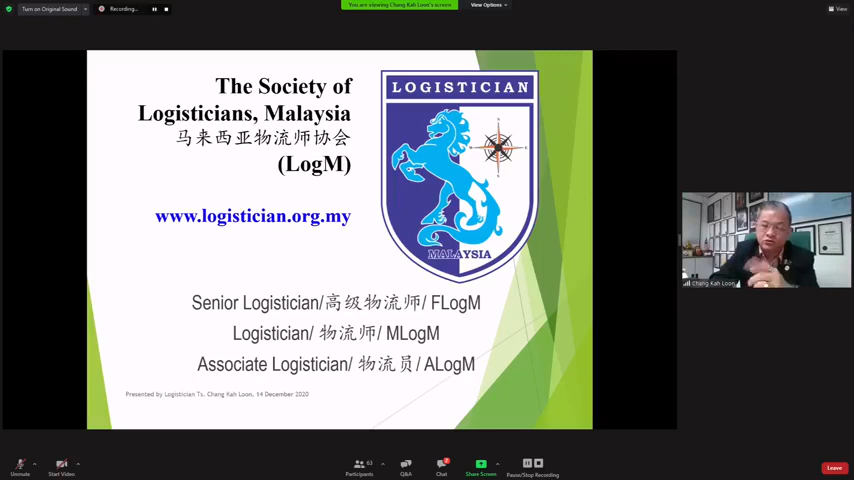 Turn on Original Sound
Recording...
You are viewing Chang Kah Loon's screen
View Options
View
The Society of
Logisticians, Malaysia
马来西亚物流师协会
(LogM)
www.logistician.org.my
LOGISTICIAN
MALAYSIA
Senior Logistician/高级物流师/ FLogM
Logistician/ 物流师/ MLogM
Associate Logistician/ 物流员/ ALogM
Presented by Logistician Ts. Chang Kah Loon, 14 December 2020
Chang Kah Loon
Unmute
Start Video
63
Participants
Q&A
2
Chat
Share Screen
Pause/Stop Recording
Leave